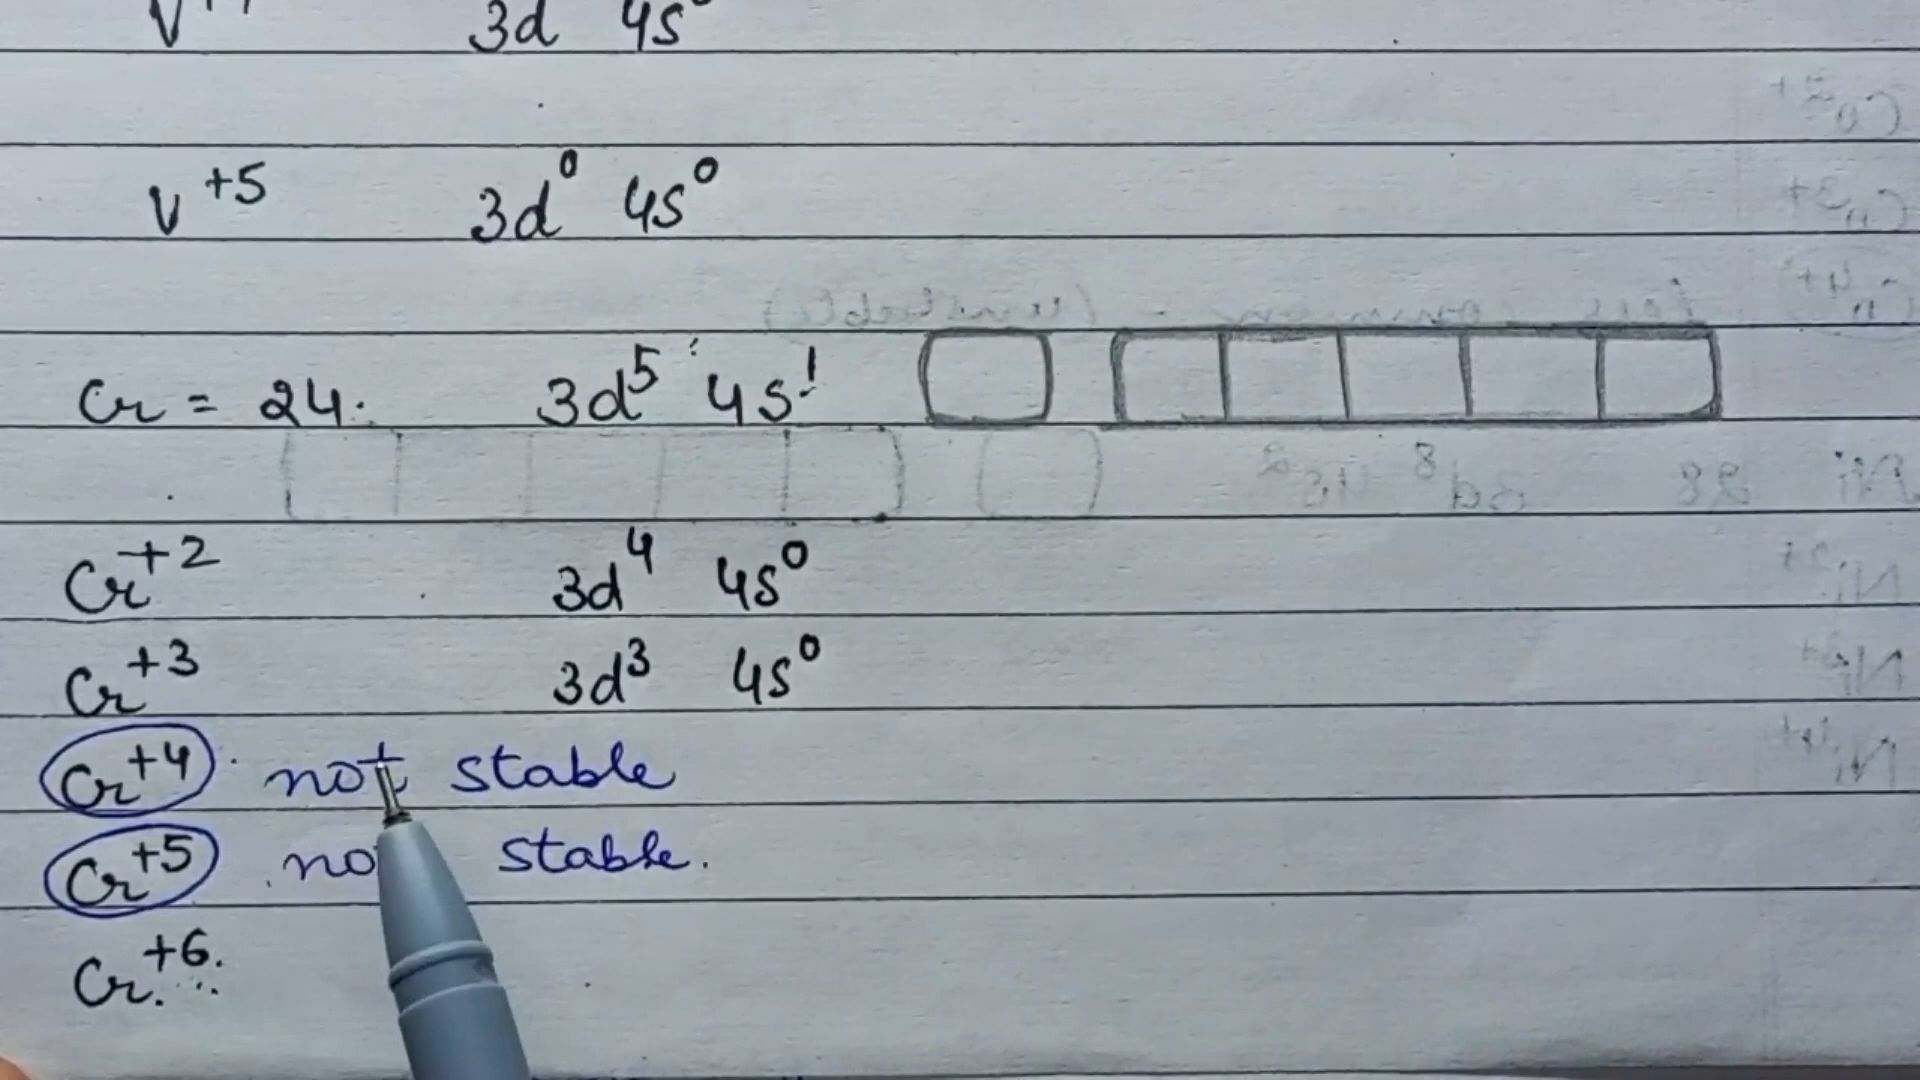 V 3d 4s⁰
V⁺⁵ 3d⁰ 4s⁰
Cr = 24. 3d⁵ 4s¹
Cr⁺² 3d⁴ 4s⁰
Cr⁺³ 3d³ 4s⁰
Cr⁺⁴ not stable
Cr⁺⁵ no stable.
Cr⁺⁶